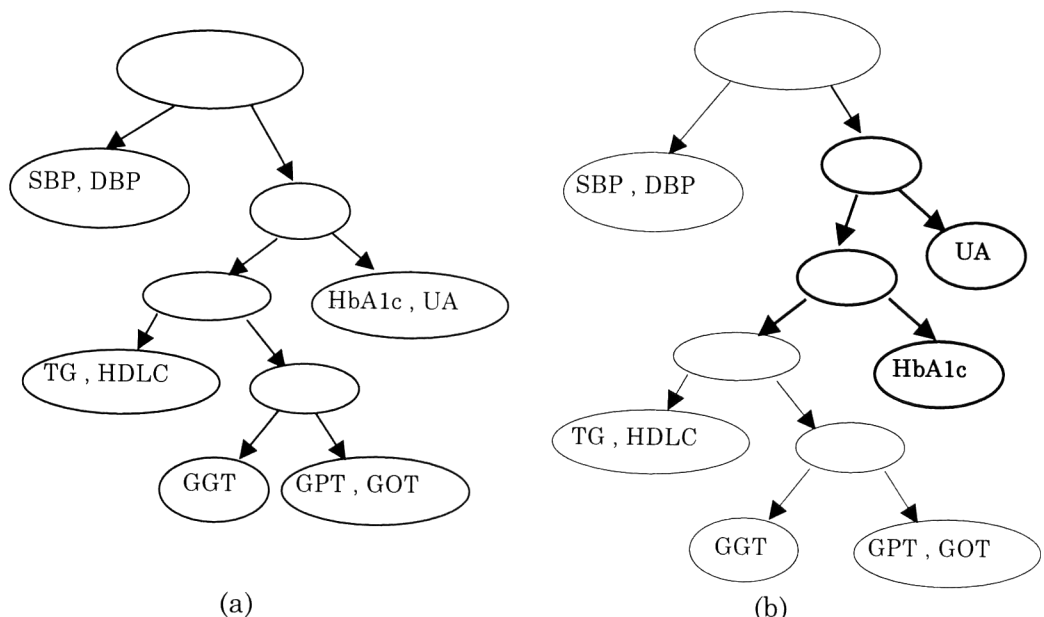 SBP, DBP
HbA1c , UA
TG , HDLC
GGT
GPT , GOT
(a)
SBP , DBP
UA
HbA1c
TG , HDLC
GGT
GPT , GOT
(b)